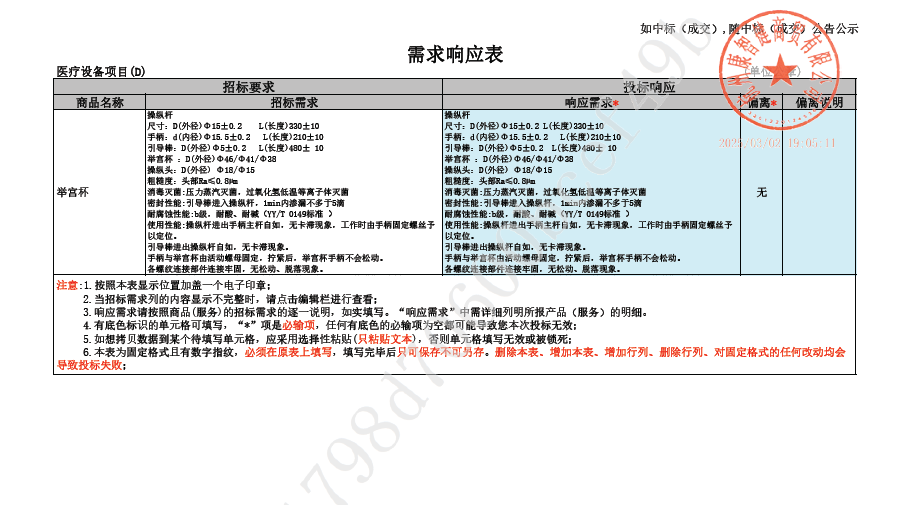 如中标（成交）,随中标（成交）公告公示
需求响应表
医疗设备项目(D)
招标要求 投标响应
商品名称 招标需求 响应需求* 偏离* 偏离说明
举宫杯
操纵杆
尺寸: D(外径)Φ15±0.2 L(长度)330±10
手柄: d(内径)Φ15.5±0.2 L(长度)210±10
引导棒: D(外径)Φ5±0.2 L(长度)480± 10
举宫杯 : D(外径)Φ46/Φ41/Φ38
操纵头: D(外径) Φ18/Φ15
粗糙度: 头部Ra≤0.8μm
消毒灭菌:压力蒸汽灭菌, 过氧化氢低温等离子体灭菌
密封性能:引导棒进入操纵杆, 1min内渗漏不多于5滴
耐腐蚀性能:b级, 耐酸、耐碱 (YY/T 0149标准 )
使用性能:操纵杆进出手柄主杆自如, 无卡滞现象, 工作时由手柄固定螺丝予
以定位。
引导棒进出操纵杆自如, 无卡滞现象。
手柄与举宫杯由活动螺母固定, 拧紧后, 举宫杯手柄不会松动。
各螺纹连接部件连接牢固, 无松动、脱落现象。
操纵杆
尺寸: D(外径)Φ15±0.2 L(长度)330±10
手柄: d(内径)Φ15.5±0.2 L(长度)210±10
引导棒: D(外径)Φ5±0.2 L(长度)480± 10
举宫杯 : D(外径)Φ46/Φ41/Φ38
操纵头: D(外径) Φ18/Φ15
粗糙度: 头部Ra≤0.8μm
消毒灭菌:压力蒸汽灭菌, 过氧化氢低温等离子体灭菌
密封性能:引导棒进入操纵杆, 1min内渗漏不多于5滴
耐腐蚀性能:b级, 耐酸、耐碱 (YY/T 0149标准 )
使用性能:操纵杆进出手柄主杆自如, 无卡滞现象, 工作时由手柄固定螺丝予
以定位。
引导棒进出操纵杆自如, 无卡滞现象。
手柄与举宫杯由活动螺母固定, 拧紧后, 举宫杯手柄不会松动。
各螺纹连接部件连接牢固, 无松动、脱落现象。
无
2025/03/02 19:05:11
注意:1.按照本表显示位置加盖一个电子印章;
2.当招标需求列的内容显示不完整时, 请点击编辑栏进行查看;
3.响应需求请按照商品(服务)的招标需求的逐一说明, 如实填写。“响应需求”中需详细列明所报产品（服务）的明细。
4.有底色标识的单元格可填写, “*”项是必输项, 任何有底色的必输项为空都可能导致您本次投标无效;
5.如想拷贝数据到某个待填写单元格, 应采用选择性粘贴(只粘贴文本), 否则单元格填写无效或被锁死;
6.本表为固定格式且有数字指纹, 必须在原表上填写, 填写完毕后只可保存不可另存。删除本表、增加本表、增加行列、删除行列、对固定格式的任何改动均会
导致投标失败;